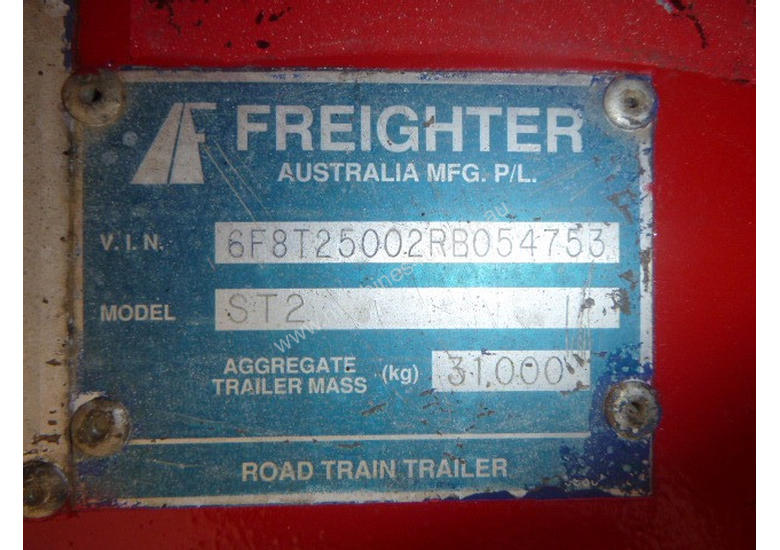 FREIGHTER
AUSTRALIA MFG. P/L.
V.I.N. 6F8T25002RB054753
MODEL ST2
AGGREGATE
TRAILER MASS (kg) 31,000
ROAD TRAIN TRAILER